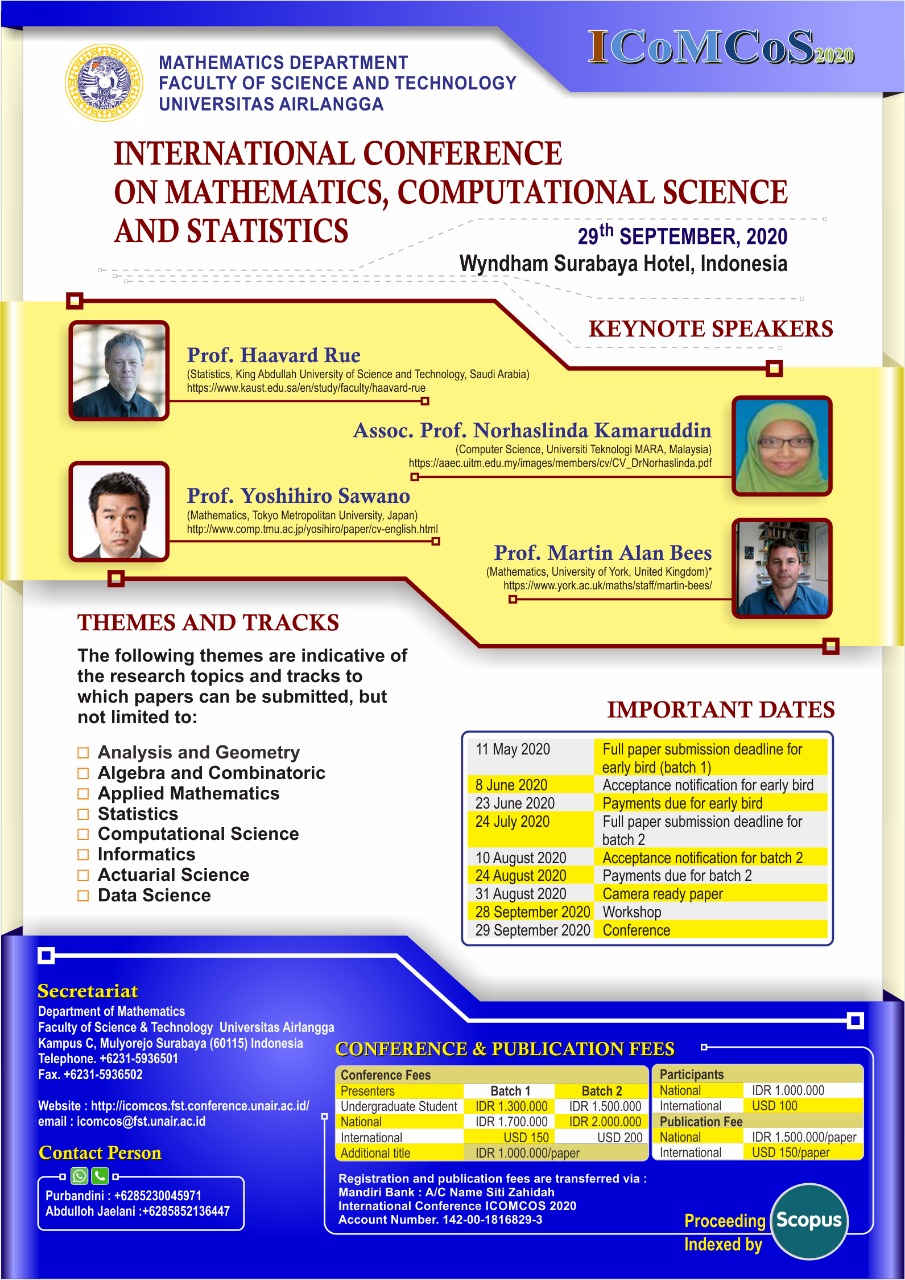 ICoMCoS2020
MATHEMATICS DEPARTMENT
FACULTY OF SCIENCE AND TECHNOLOGY
UNIVERSITAS AIRLANGGA
INTERNATIONAL CONFERENCE
ON MATHEMATICS, COMPUTATIONAL SCIENCE
AND STATISTICS
29th SEPTEMBER, 2020
Wyndham Surabaya Hotel, Indonesia
KEYNOTE SPEAKERS
Prof. Haavard Rue
(Statistics, King Abdullah University of Science and Technology, Saudi Arabia)
https://www.kaust.edu.sa/en/study/faculty/haavard-rue
Assoc. Prof. Norhaslinda Kamaruddin
(Computer Science, Universiti Teknologi MARA, Malaysia)
https://aaec.uitm.edu.my/images/members/cv/CV_DrNorhaslinda.pdf
Prof. Yoshihiro Sawano
(Mathematics, Tokyo Metropolitan University, Japan)
http://www.comp.tmu.ac.jp/yosihiro/paper/cv-english.html
Prof. Martin Alan Bees
(Mathematics, University of York, United Kingdom)*
https://www.york.ac.uk/maths/staff/martin-bees/
THEMES AND TRACKS
The following themes are indicative of
the research topics and tracks to
which papers can be submitted, but
not limited to:
Analysis and Geometry
Algebra and Combinatoric
Applied Mathematics
Statistics
Computational Science
Informatics
Actuarial Science
Data Science
IMPORTANT DATES
11 May 2020 Full paper submission deadline for
early bird (batch 1)
8 June 2020 Acceptance notification for early bird
23 June 2020 Payments due for early bird
24 July 2020 Full paper submission deadline for
batch 2
10 August 2020 Acceptance notification for batch 2
24 August 2020 Payments due for batch 2
31 August 2020 Camera ready paper
28 September 2020 Workshop
29 September 2020 Conference
Secretariat
Department of Mathematics
Faculty of Science & Technology Universitas Airlangga
Kampus C, Mulyorejo Surabaya (60115) Indonesia
Telephone. +6231-5936501
Fax. +6231-5936502
Website : http://icomcos.fst.conference.unair.ac.id/
email : icomcos@fst.unair.ac.id
Contact Person
Purbandini : +6285230045971
Abdulloh Jaelani :+6285852136447
CONFERENCE & PUBLICATION FEES
Conference Fees
Presenters Batch 1 Batch 2
Undergraduate Student IDR 1.300.000 IDR 1.500.000
National IDR 1.700.000 IDR 2.000.000
International USD 150 USD 200
Additional title IDR 1.000.000/paper
Participants
National IDR 1.000.000
International USD 100
Publication Fee
National IDR 1.500.000/paper
International USD 150/paper
Registration and publication fees are transferred via :
Mandiri Bank : A/C Name Siti Zahidah
International Conference ICOMCOS 2020
Account Number. 142-00-1816829-3
Proceeding
Indexed by
Scopus